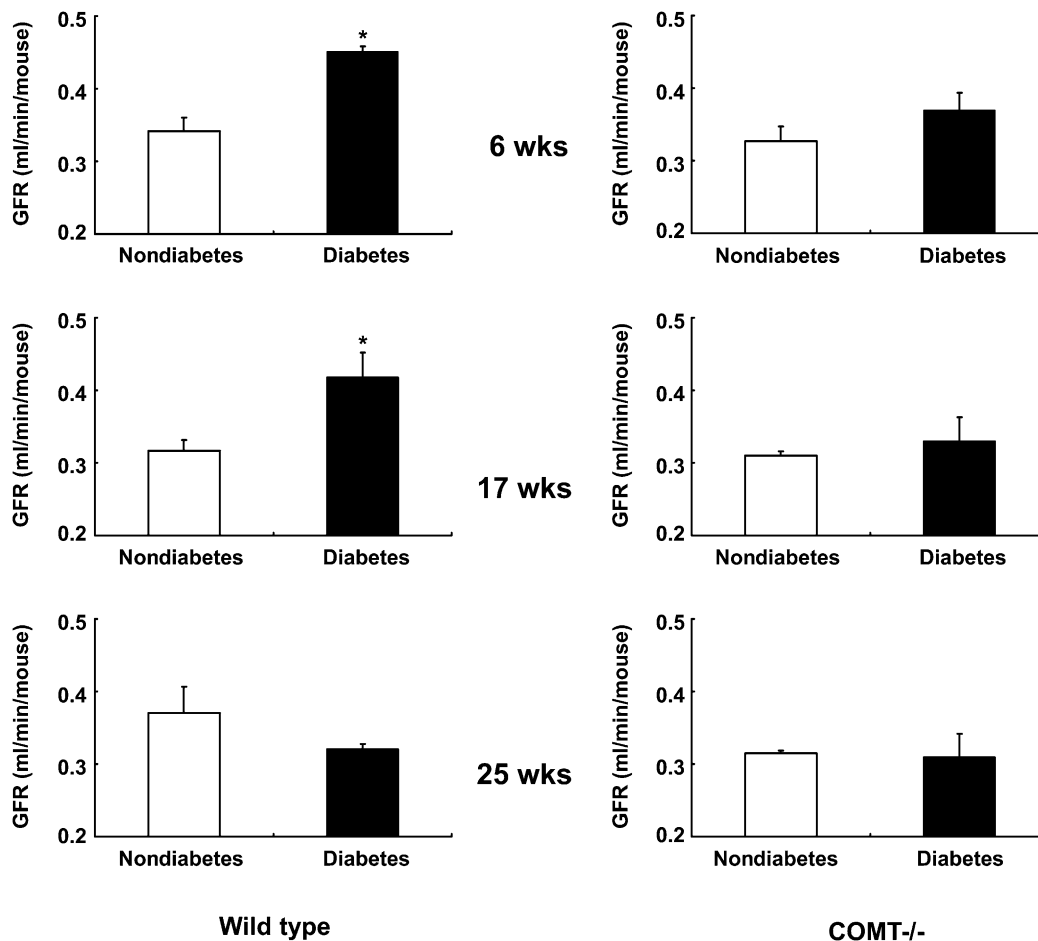 GFR (ml/min/mouse)
0.5
0.4
0.3
0.2
*
Nondiabetes Diabetes
6 wks
GFR (ml/min/mouse)
0.5
0.4
0.3
0.2
Nondiabetes Diabetes
GFR (ml/min/mouse)
0.5
0.4
0.3
0.2
*
Nondiabetes Diabetes
17 wks
GFR (ml/min/mouse)
0.5
0.4
0.3
0.2
Nondiabetes Diabetes
GFR (ml/min/mouse)
0.5
0.4
0.3
0.2
Nondiabetes Diabetes
25 wks
GFR (ml/min/mouse)
0.5
0.4
0.3
0.2
Nondiabetes Diabetes
Wild type
COMT-/-